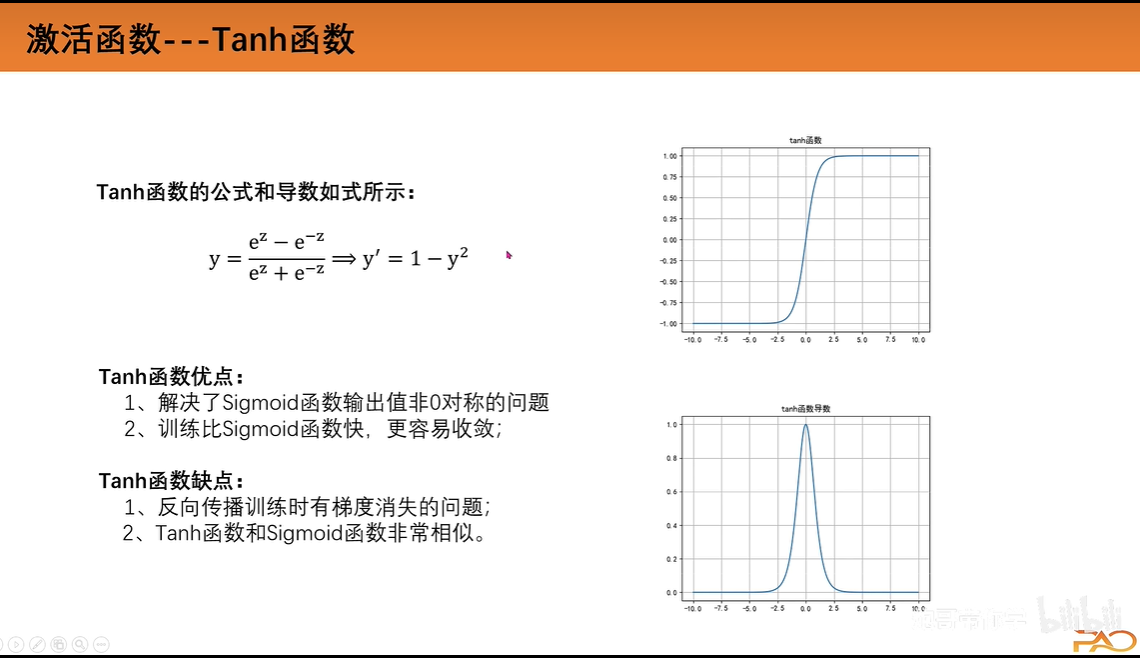 激活函数---Tanh函数
Tanh函数的公式和导数如式所示：
y = (e^z − e^−z) / (e^z + e^−z) ⟹ y′ = 1 − y²
Tanh函数优点：
1、解决了Sigmoid函数输出值非0对称的问题
2、训练比Sigmoid函数快，更容易收敛；
Tanh函数缺点：
1、反向传播训练时有梯度消失的问题；
2、Tanh函数和Sigmoid函数非常相似。
tanh函数
1.00
0.75
0.50
0.25
0.00
−0.25
−0.50
−0.75
−1.00
−10.0 −7.5 −5.0 −2.5 0.0 2.5 5.0 7.5 10.0
tanh函数导数
1.0
0.8
0.6
0.4
0.2
0.0
−10.0 −7.5 −5.0 −2.5 0.0 2.5 5.0 7.5 10.0
bilibili